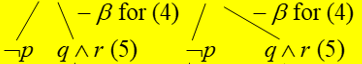 – β for (4) – β for (4)
¬p q ∧ r (5) ¬p q ∧ r (5)